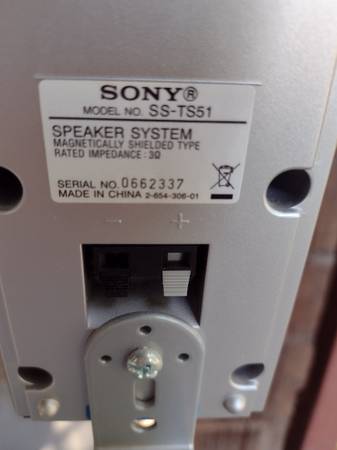 SONY®
MODEL NO. SS-TS51
SPEAKER SYSTEM
MAGNETICALLY SHIELDED TYPE
RATED IMPEDANCE : 3Ω
SERIAL NO. 0662337
MADE IN CHINA 2-654-306-01
− +